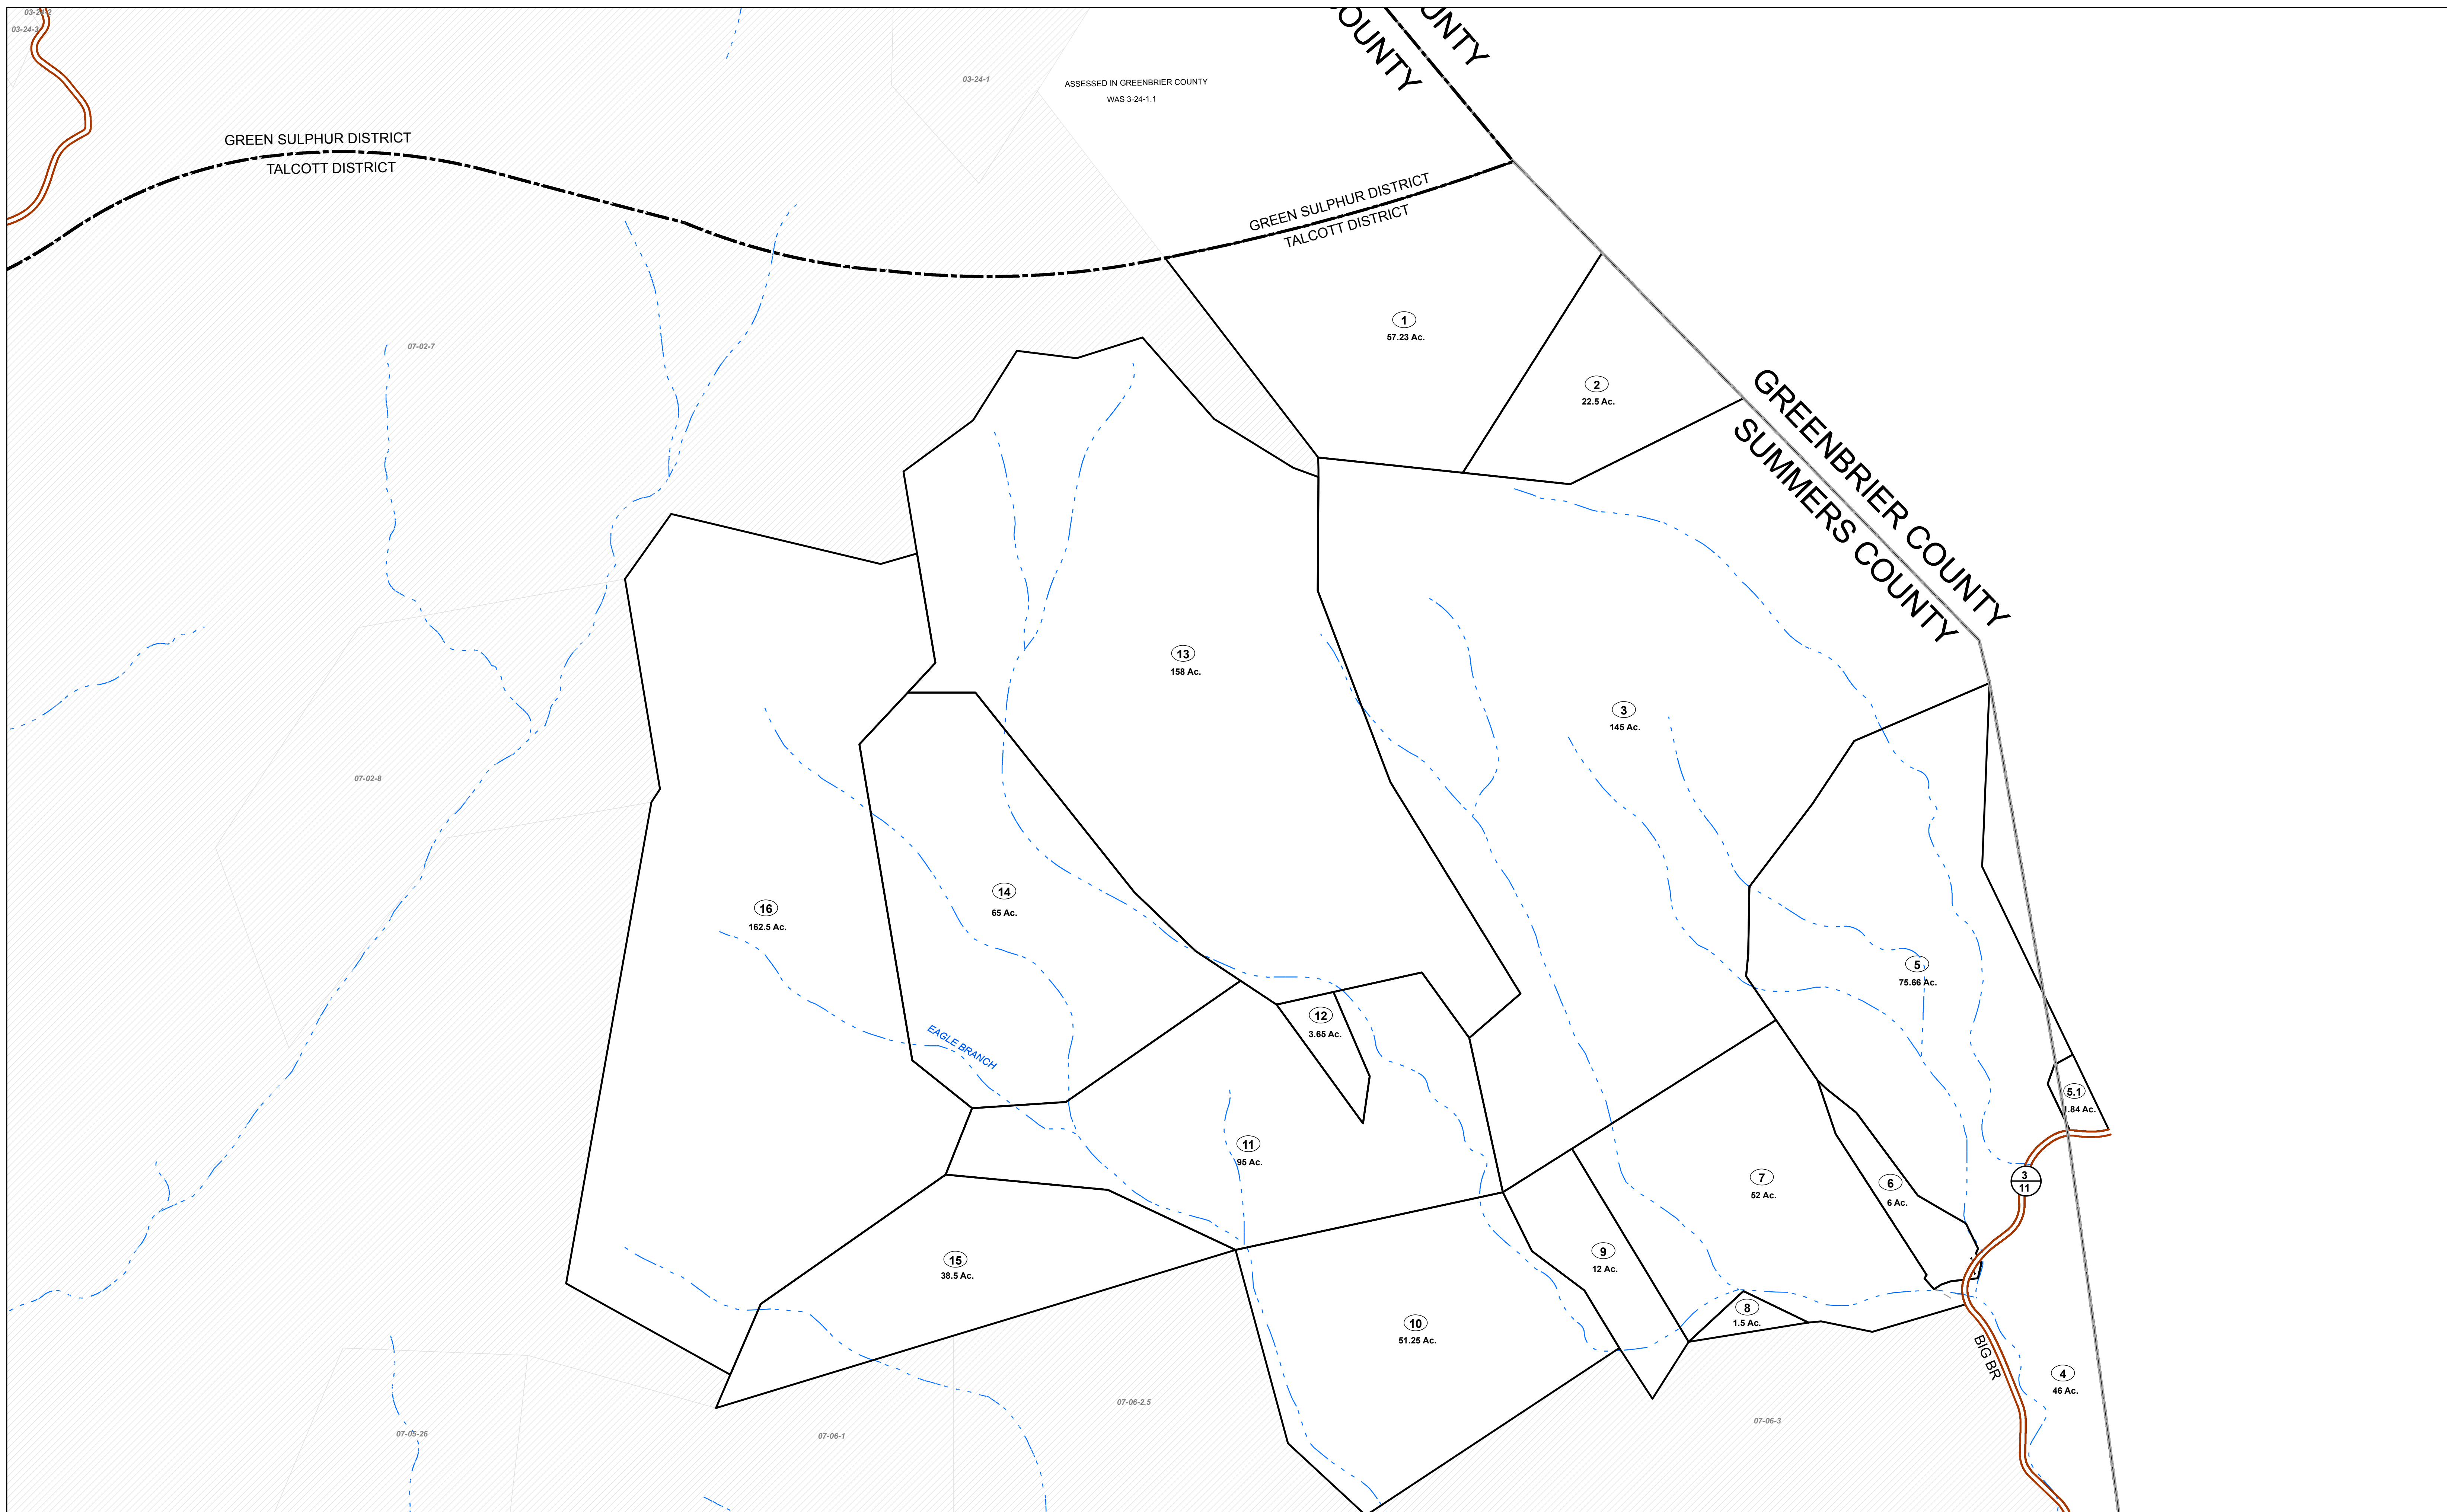 03-24-2
03-24-3
03-24-1
ASSESSED IN GREENBRIER COUNTY
WAS 3-24-1.1
OUNTY
UNTY
GREEN SULPHUR DISTRICT
TALCOTT DISTRICT
GREEN SULPHUR DISTRICT
TALCOTT DISTRICT
07-02-7
1
57.23 Ac.
2
22.5 Ac.
GREENBRIER COUNTY
SUMMERS COUNTY
13
158 Ac.
3
145 Ac.
07-02-8
14
65 Ac.
16
162.5 Ac.
5
75.66 Ac.
12
3.65 Ac.
EAGLE BRANCH
5.1
1.84 Ac.
11
95 Ac.
7
52 Ac.
6
6 Ac.
3
11
9
12 Ac.
15
38.5 Ac.
8
1.5 Ac.
10
51.25 Ac.
BIG BR
4
46 Ac.
07-06-2.5
07-06-3
07-05-26
07-06-1